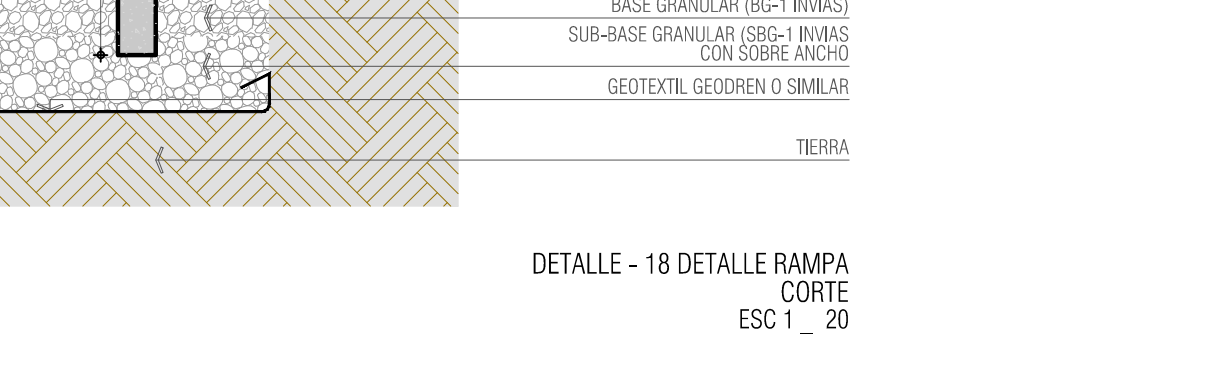 BASE GRANULAR (BG-1 INVIAS)
SUB-BASE GRANULAR (SBG-1 INVIAS
CON SOBRE ANCHO
GEOTEXTIL GEODREN O SIMILAR
TIERRA
DETALLE - 18 DETALLE RAMPA
CORTE
ESC 1 _ 20